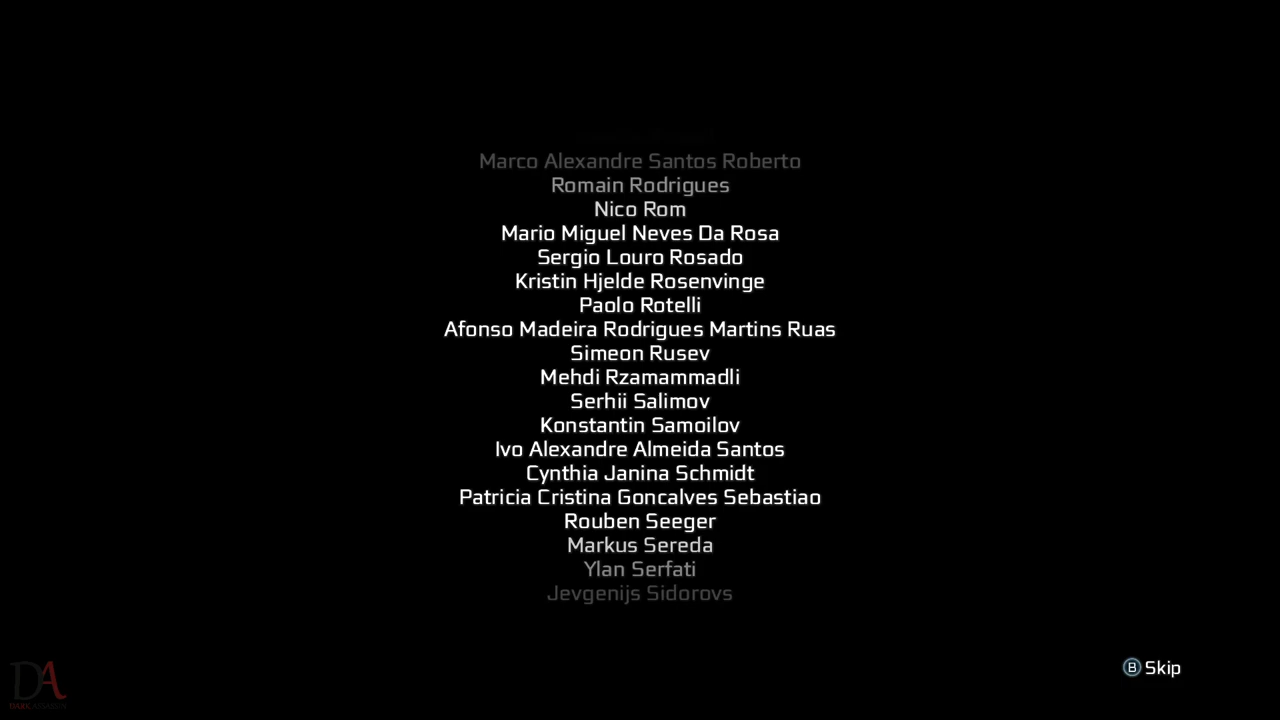 Marco Alexandre Santos Roberto
Romain Rodrigues
Nico Rom
Mario Miguel Neves Da Rosa
Sergio Louro Rosado
Kristin Hjelde Rosenvinge
Paolo Rotelli
Afonso Madeira Rodrigues Martins Ruas
Simeon Rusev
Mehdi Rzamammadli
Serhii Salimov
Konstantin Samoilov
Ivo Alexandre Almeida Santos
Cynthia Janina Schmidt
Patricia Cristina Goncalves Sebastiao
Rouben Seeger
Markus Sereda
Ylan Serfati
Jevgenijs Sidorovs
B Skip
DA